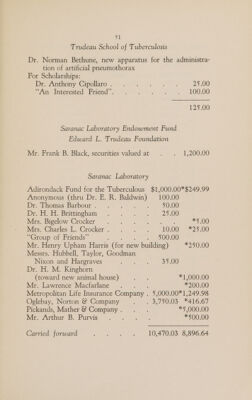 71
Trudeau School of Tuberculosis
Dr. Norman Bethune, new apparatus for the administra-
tion of artificial pneumothorax
For Scholarships:
Dr. Anthony Cipollaro . . . . . 25.00
"An Interested Friend" . . . . . 100.00
125.00
Saranac Laboratory Endowment Fund
Edward L. Trudeau Foundation
Mr. Frank B. Black, securities valued at . . 1,200.00
Saranac Laboratory
Adirondack Fund for the Tuberculous $1,000.00*$249.99
Anonymous (thru Dr. E. R. Baldwin) 100.00
Dr. Thomas Barbour . . . . 50.00
Dr. H. H. Brittingham . . . 25.00
Mrs. Bigelow Crocker . . . . *5.00
Mrs. Charles L. Crocker . . . 10.00 *25.00
"Group of Friends" . . . 500.00
Mr. Henry Upham Harris (for new building) *250.00
Messrs. Hubbell, Taylor, Goodman
Nixon and Hargraves . . . 35.00
Dr. H. M. Kinghorn
(toward new animal house) . . *1,000.00
Mr. Lawrence Macfarlane . . . *200.00
Metropolitan Life Insurance Company . 5,000.00*1,249.98
Oglebay, Norton & Company . 3,750.03 *416.67
Pickands, Mather & Company . . . *5,000.00
Mr. Arthur B. Purvis . . . . *500.00
Carried forward . . . . 10,470.03 8,896.64